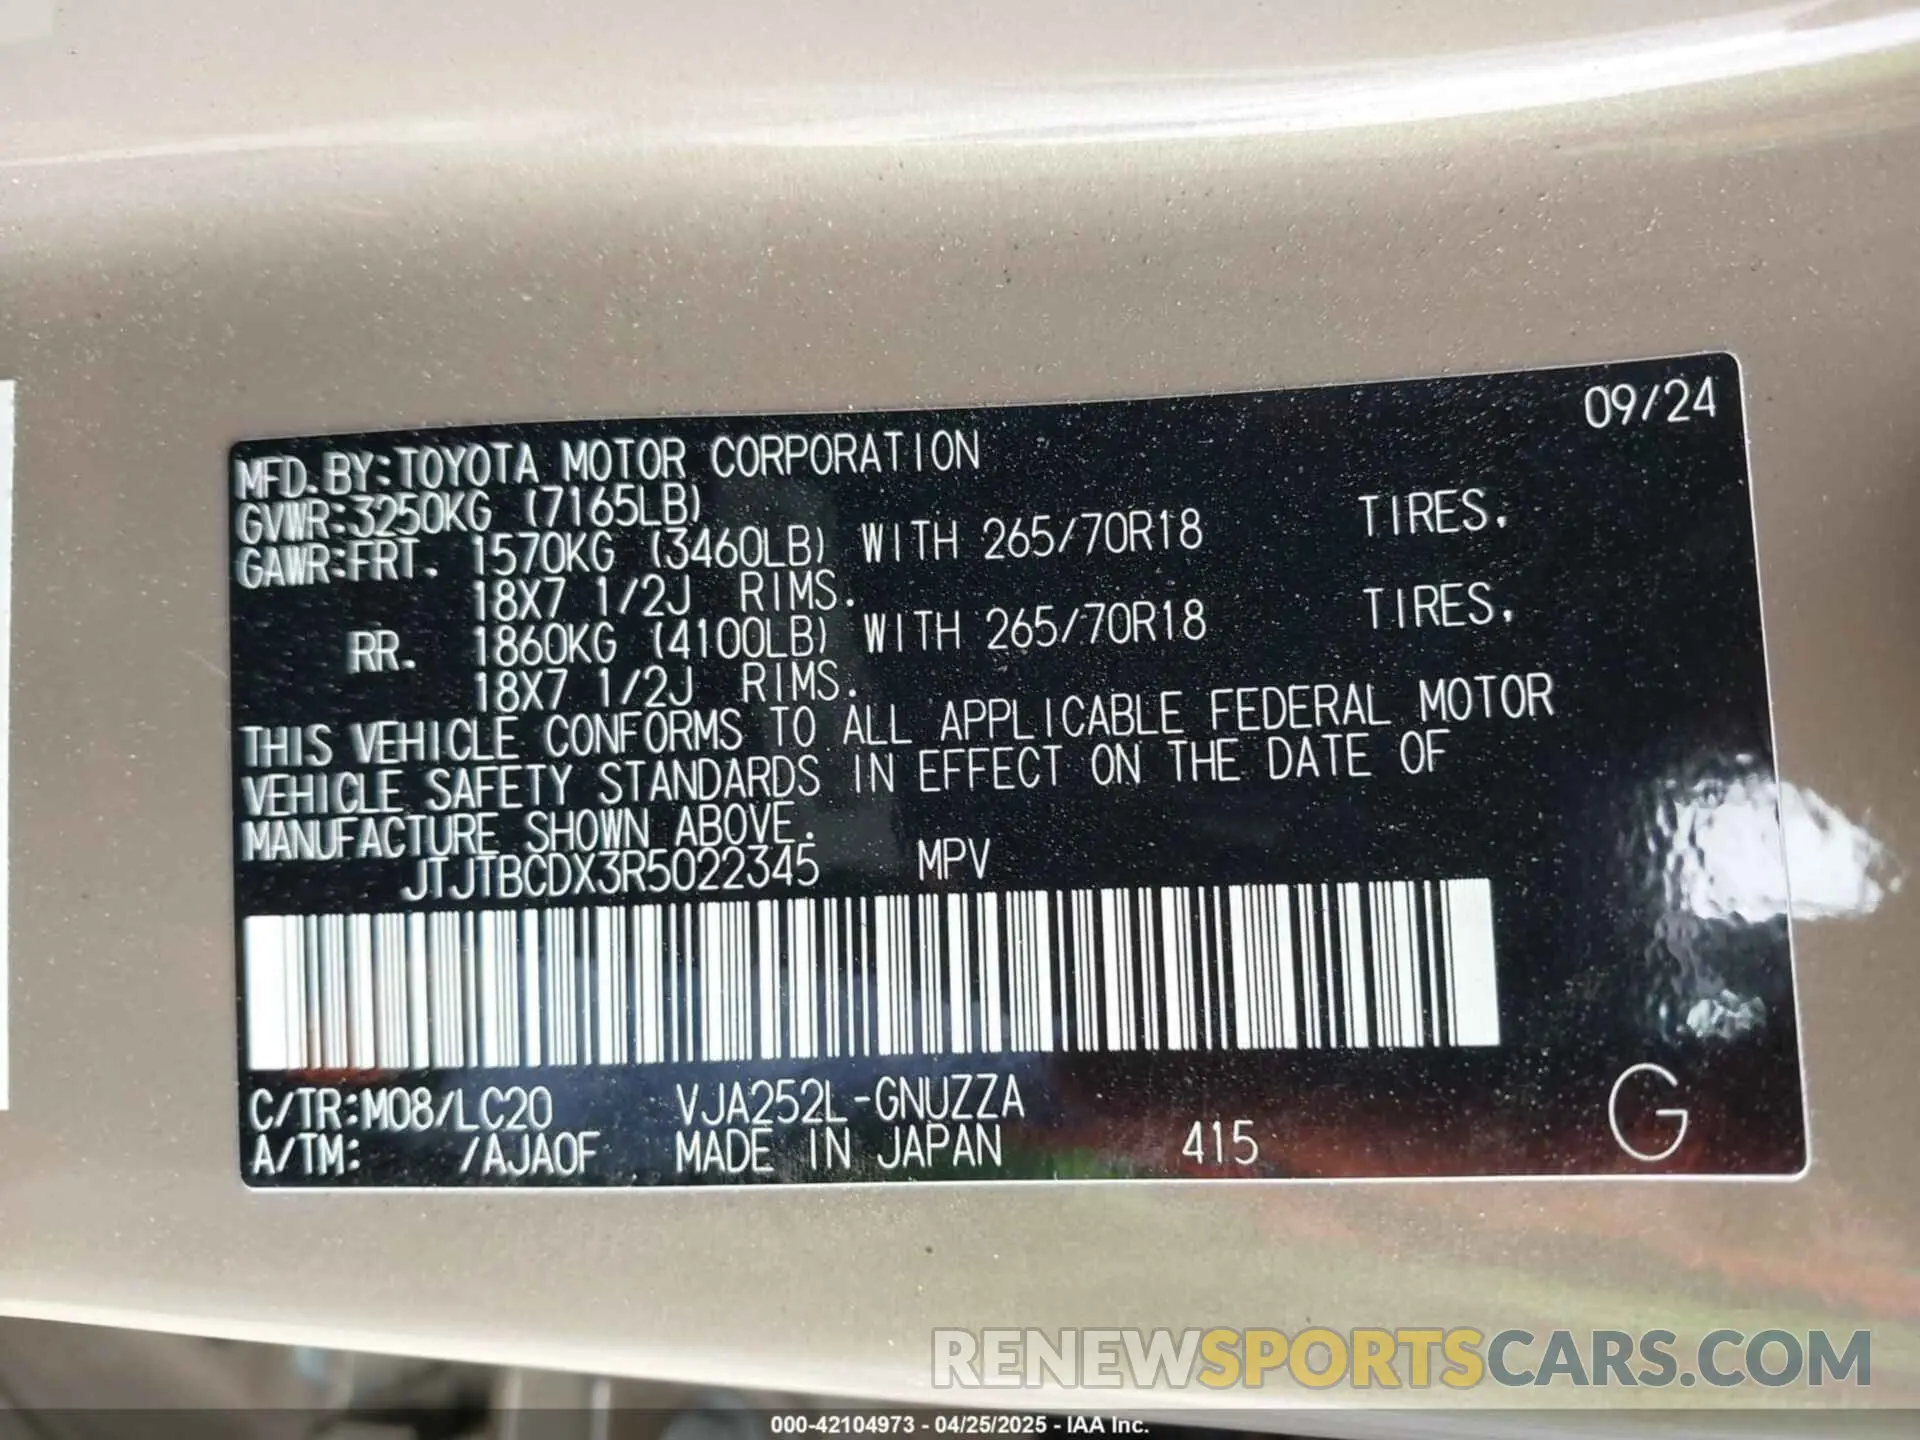 09/24
MFD. BY: TOYOTA MOTOR CORPORATION
GVWR: 3250KG (7165LB)
GAWR: FRT. 1570KG (3460LB) WITH 265/70R18 TIRES,
18X7 1/2J RIMS.
RR. 1860KG (4100LB) WITH 265/70R18 TIRES,
18X7 1/2J RIMS.
THIS VEHICLE CONFORMS TO ALL APPLICABLE FEDERAL MOTOR
VEHICLE SAFETY STANDARDS IN EFFECT ON THE DATE OF
MANUFACTURE SHOWN ABOVE.
JTJTBCDX3R5022345 MPV
C/TR: M08/LC20 VJA252L-GNUZZA
A/TM: /AJA0F MADE IN JAPAN 415 G
RENEWSPORTSCARS.COM
000-42104973 - 04/25/2025 - IAA Inc.